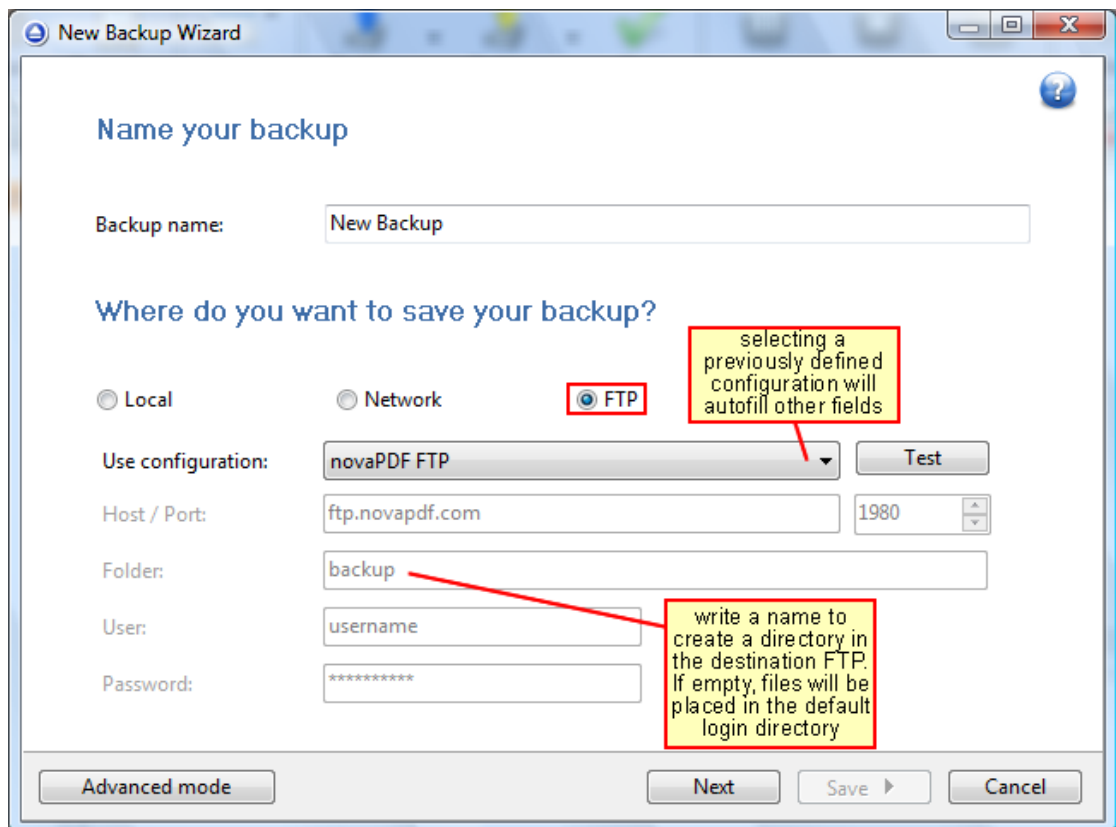 New Backup Wizard
Name your backup
Backup name:
New Backup
Where do you want to save your backup?
selecting a
previously defined
configuration will
autofill other fields
Local
Network
FTP
Use configuration:
novaPDF FTP
Test
Host / Port:
ftp.novapdf.com
1980
Folder:
backup
User:
username
Password:
**********
write a name to
create a directory in
the destination FTP.
If empty, files will be
placed in the default
login directory
Advanced mode
Next
Save
Cancel